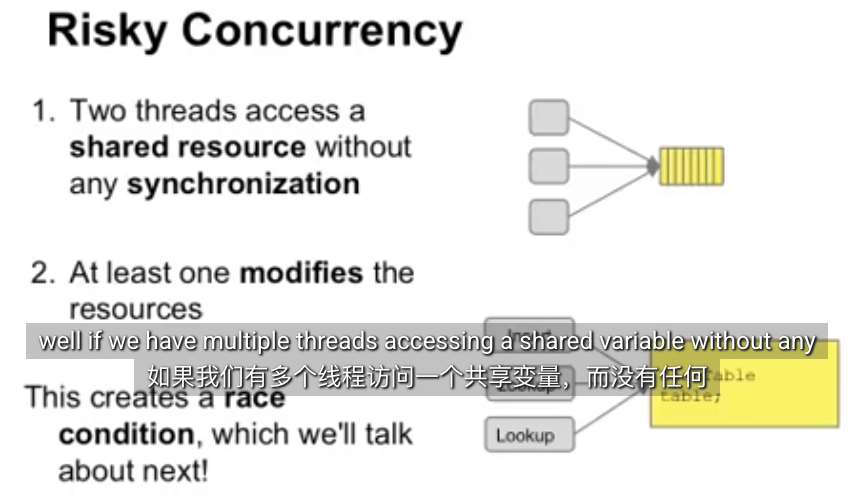 Risky Concurrency
1. Two threads access a
shared resource without
any synchronization
2. At least one modifies the
resources
well if we have multiple threads accessing a shared variable without any
如果我们有多个线程访问一个共享变量，而没有任何
This creates a race
condition, which we'll talk
about next!
Insert
Lookup
Lookup
table;